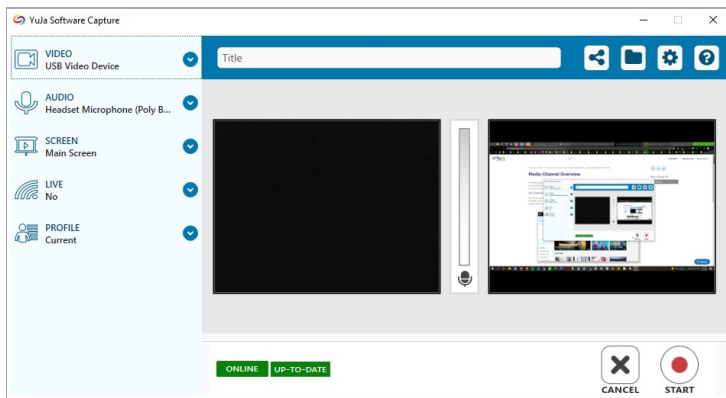 YuJa Software Capture
VIDEO
USB Video Device
AUDIO
Headset Microphone (Poly B...
SCREEN
Main Screen
LIVE
No
PROFILE
Current
Title
Media Channel Overview
ONLINE
UP-TO-DATE
CANCEL
START